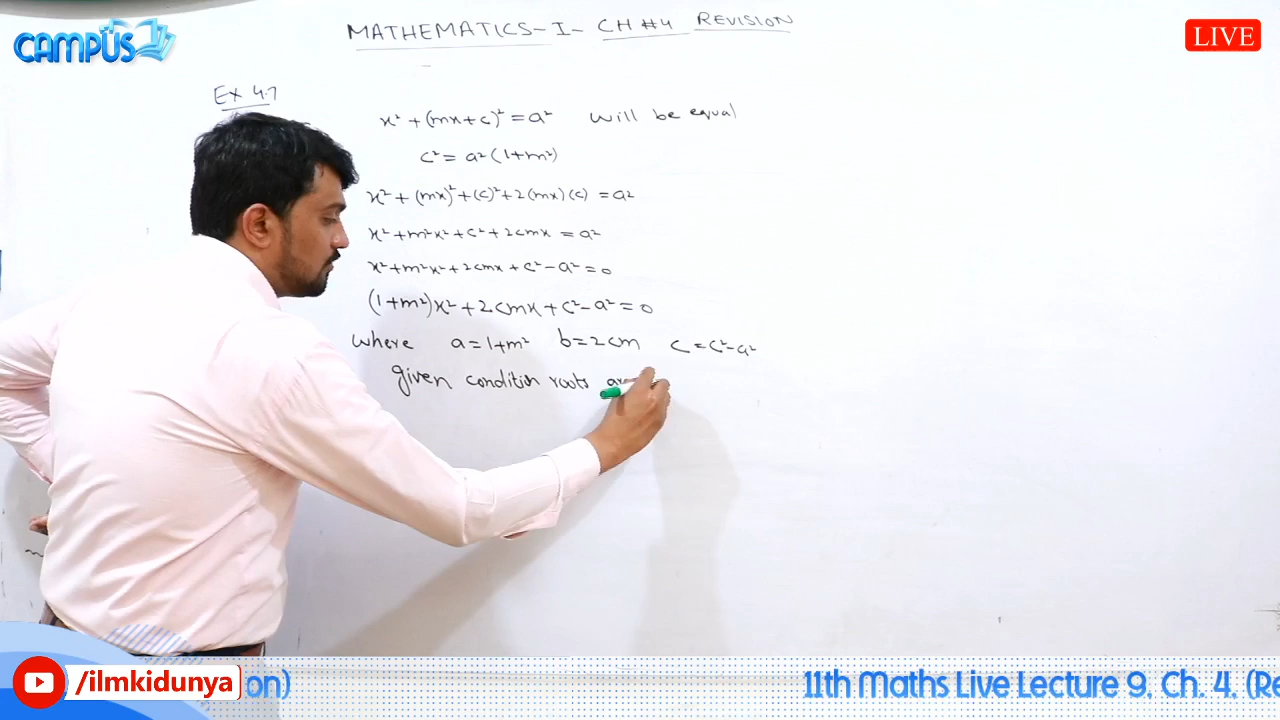 MATHEMATICS-I- CH #4 REVISION
CAMPUS
LIVE
Ex 4.7
x² + (mx+c)² = a² will be equal
c² = a² (1+m²)
x² + (mx)² + (c)² + 2(mx)(c) = a²
x² + m²x² + c² + 2cmx = a²
x² + m²x² + 2cmx + c² - a² = 0
(1+m²)x² + 2cmx + c² - a² = 0
where a = 1+m² b = 2cm c = c² - a²
given condition roots
/ilmkidunya
on)
11th Maths Live Lecture 9, Ch. 4, (Re